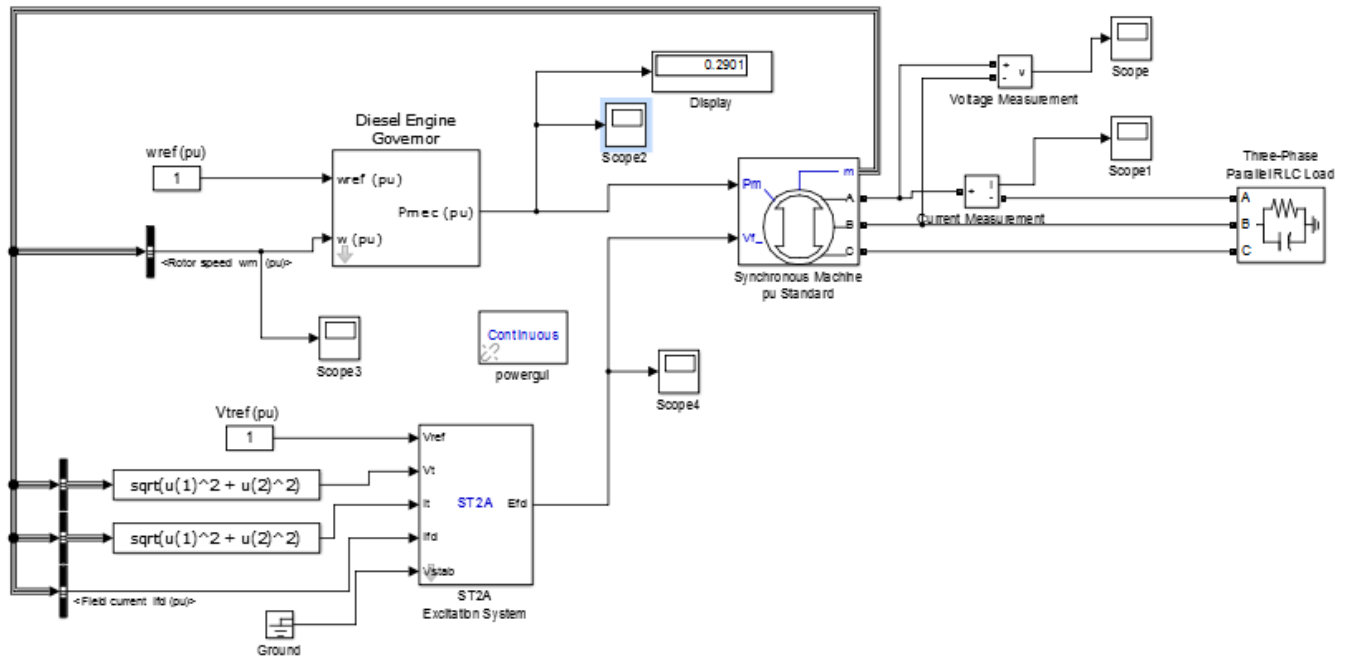 0.2901
Display
Scope
Voltage Measurement
+
-
v
Diesel Engine
Governor
Scope2
Scope1
wref (pu)
1
wref (pu)
Pmec (pu)
w (pu)
<Rotor speed wm (pu)>
m
Pm
Vf_
A
B
C
Synchronous Machine
pu Standard
+
i
-
Current Measurement
Three-Phase
Parallel RLC Load
A
B
C
Scope3
Continuous
powergui
Scope4
Vtref (pu)
1
Vref
Vt
It
Ifd
Vstab
ST2A
Efd
sqrt(u(1)^2 + u(2)^2)
sqrt(u(1)^2 + u(2)^2)
<Field current ifd (pu)>
ST2A
Excitation System
Ground